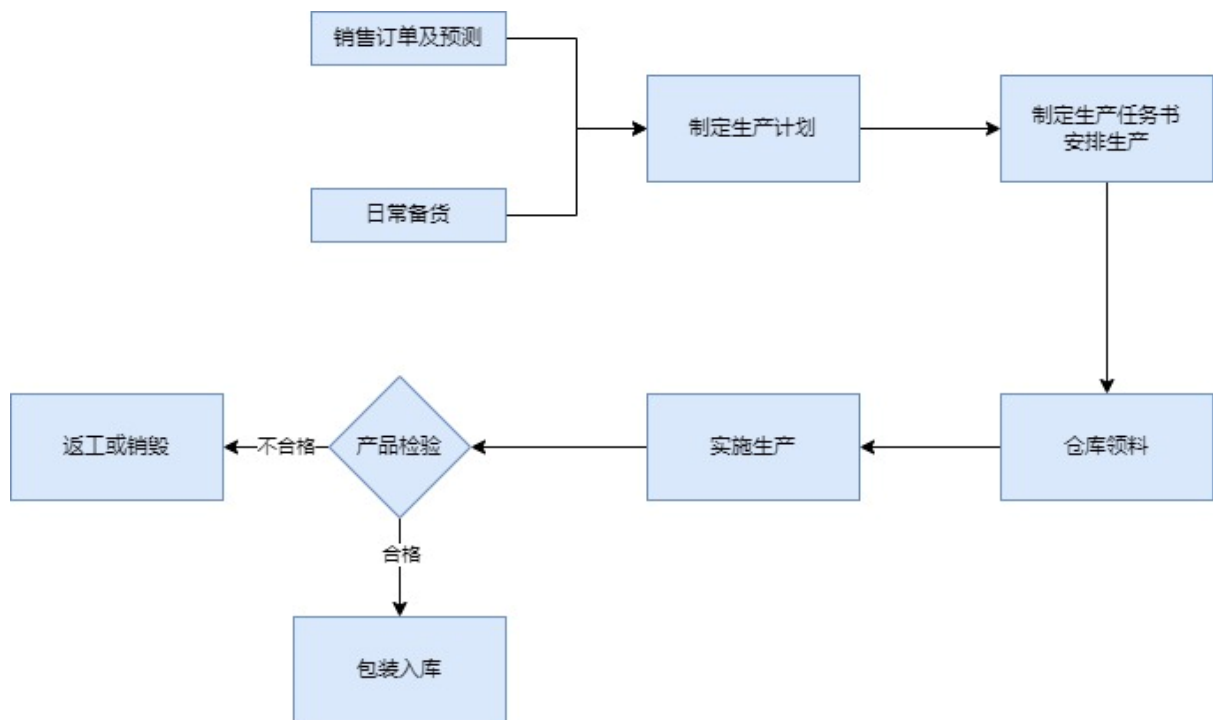 销售订单及预测
制定生产计划
制定生产任务书
安排生产
日常备货
返工或销毁
不合格
产品检验
实施生产
仓库领料
合格
包装入库